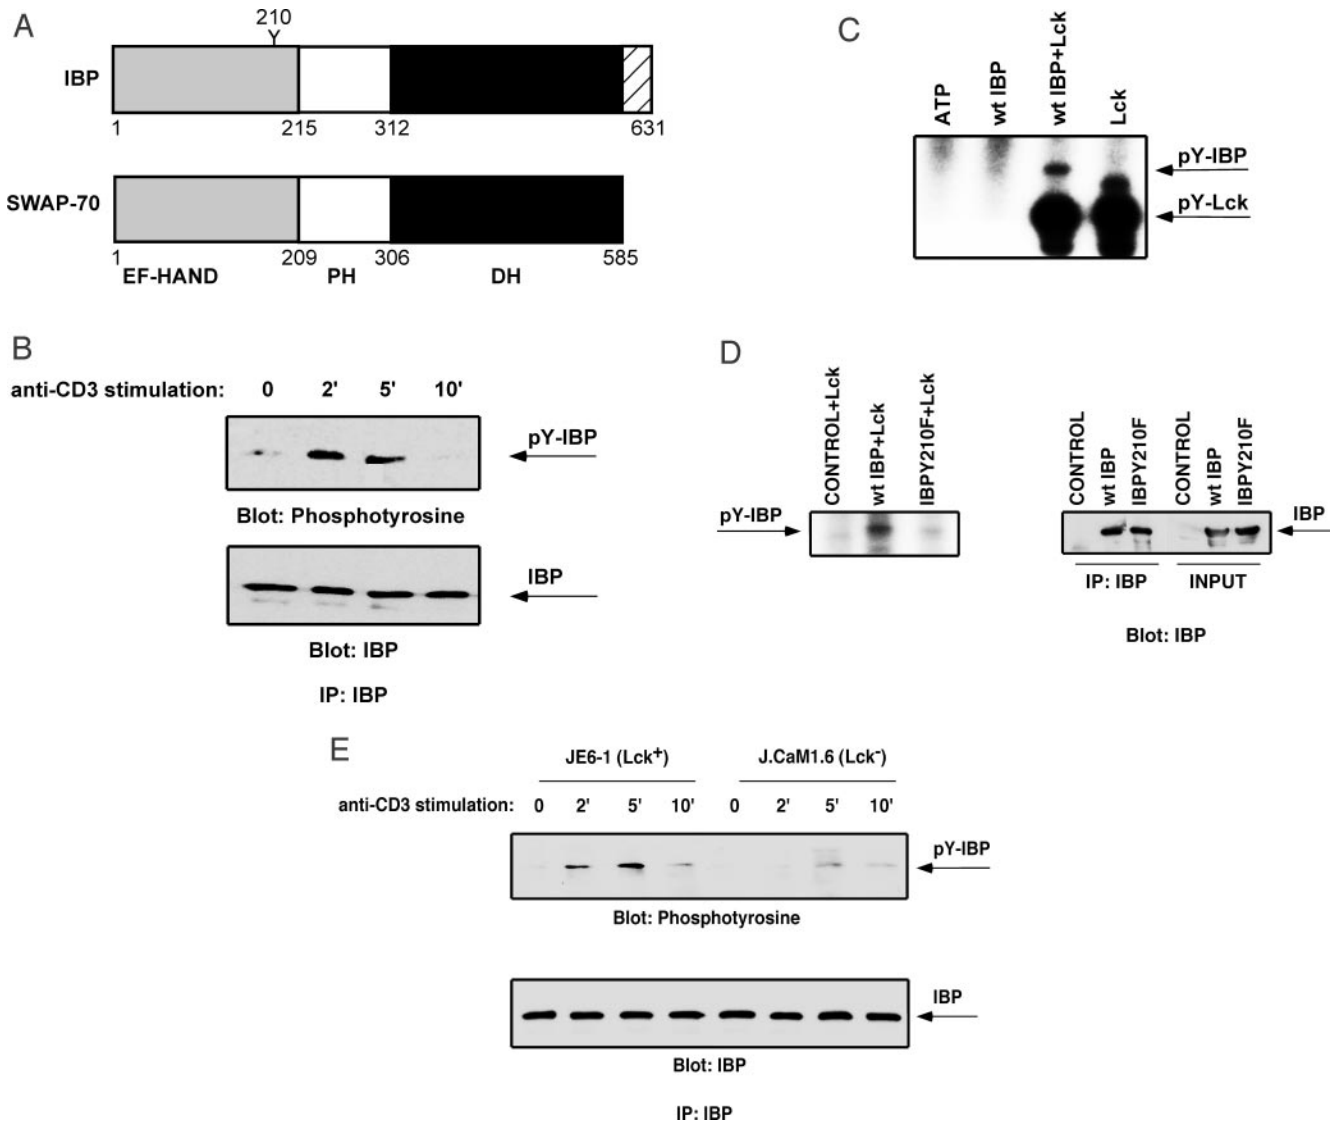 A
210
Y
IBP
1 215 312 631
SWAP-70
1 209 306 585
EF-HAND PH DH
C
ATP
wt IBP
wt IBP+Lck
Lck
pY-IBP
pY-Lck
B
anti-CD3 stimulation: 0 2' 5' 10'
pY-IBP
Blot: Phosphotyrosine
IBP
Blot: IBP
IP: IBP
D
CONTROL+Lck
wt IBP+Lck
IBPY210F+Lck
pY-IBP
CONTROL
wt IBP
IBPY210F
CONTROL
wt IBP
IBPY210F
IBP
IP: IBP INPUT
Blot: IBP
E
JE6-1 (Lck+) J.CaM1.6 (Lck-)
anti-CD3 stimulation: 0 2' 5' 10' 0 2' 5' 10'
pY-IBP
Blot: Phosphotyrosine
IBP
Blot: IBP
IP: IBP